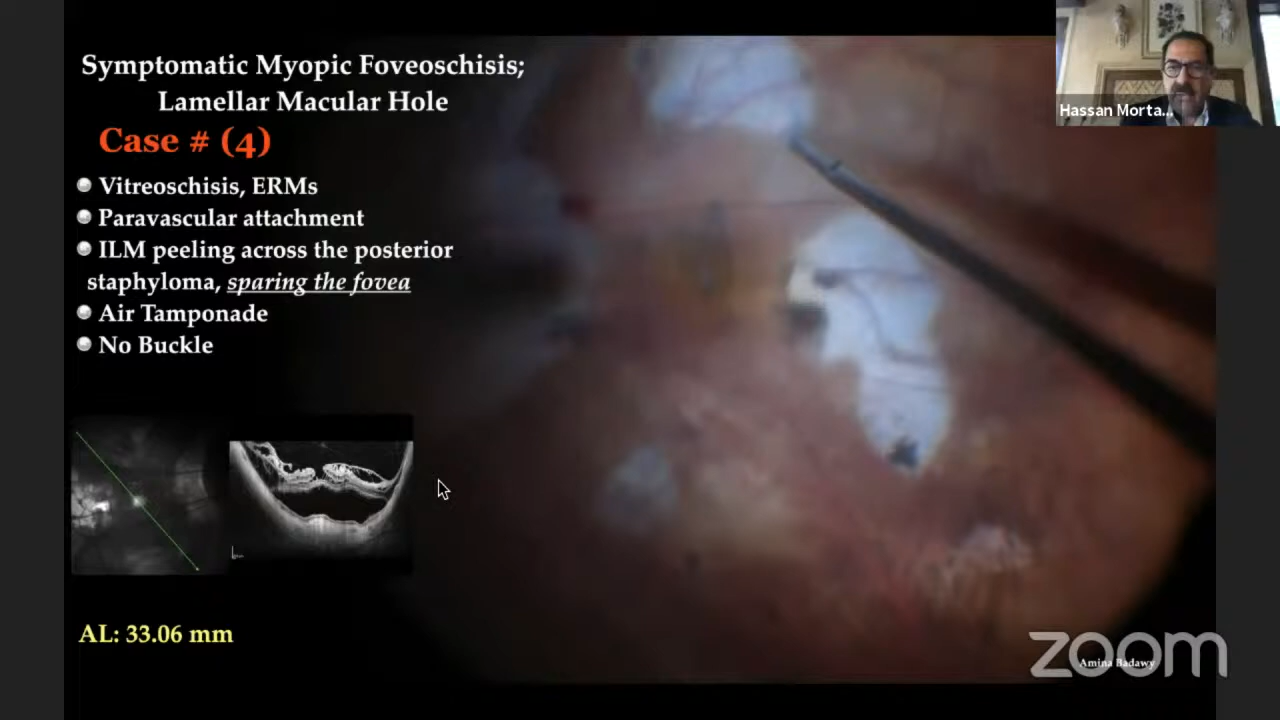 Symptomatic Myopic Foveoschisis;
Lamellar Macular Hole
Case # (4)
Vitreoschisis, ERMs
Paravascular attachment
ILM peeling across the posterior
staphyloma, sparing the fovea
Air Tamponade
No Buckle
AL: 33.06 mm
Hassan Morta...
zoom
Amina Badawy